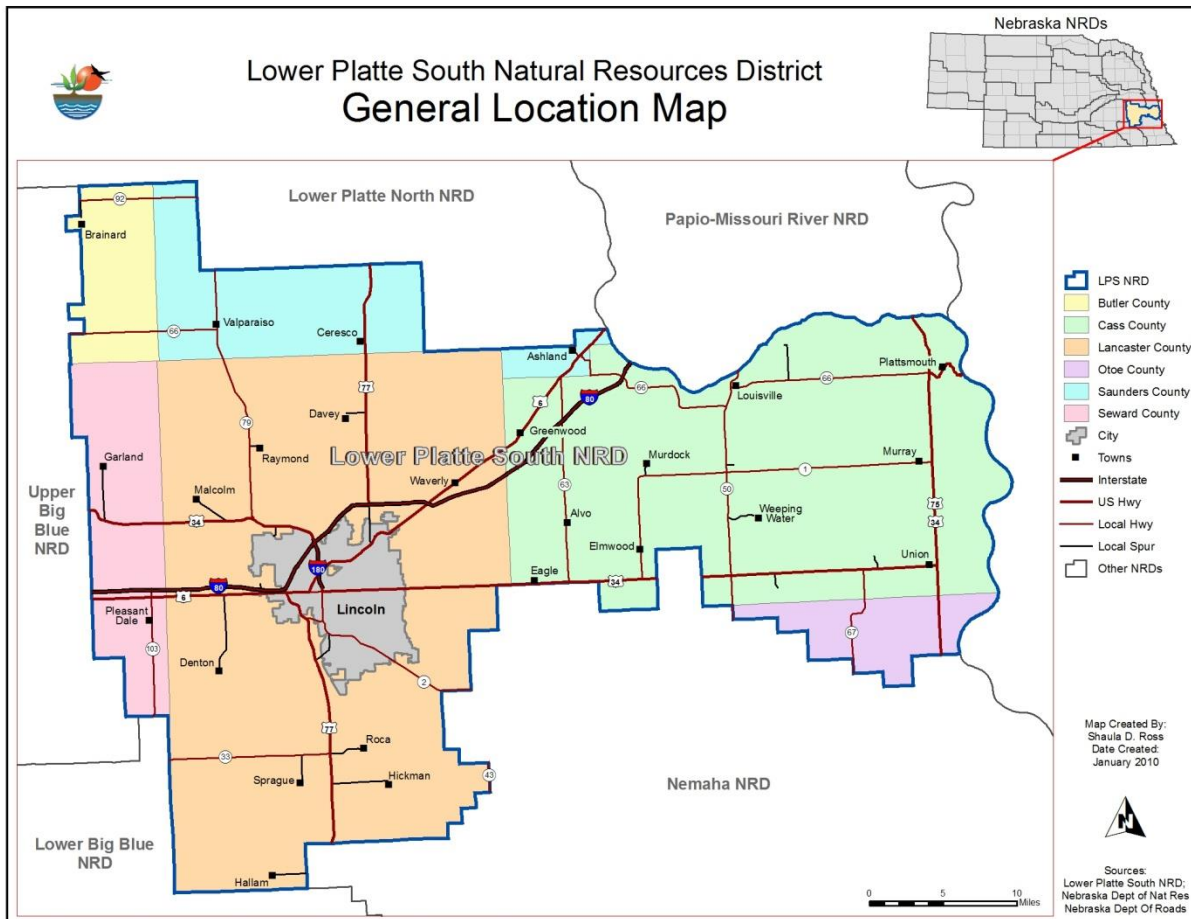 Nebraska NRDs
Lower Platte South Natural Resources District
General Location Map
Lower Platte North NRD
Papio-Missouri River NRD
92
Brainard
66
Valparaiso
Ceresco
77
Ashland
6
80
66
Louisville
66
Plattsmouth
79
Davey
Greenwood
Raymond
Lower Platte South NRD
Garland
Malcolm
Waverly
63
Murdock
1
Murray
50
Upper
Big
Blue
NRD
34
Alvo
Weeping
Water
75
34
Elmwood
Union
180
80
6
Eagle
34
Lincoln
Pleasant
Dale
103
Denton
2
67
77
Roca
33
Sprague
Hickman
43
Nemaha NRD
Lower Big Blue
NRD
Hallam
0
5
10
Miles
LPS NRD
Butler County
Cass County
Lancaster County
Otoe County
Saunders County
Seward County
City
Towns
Interstate
US Hwy
Local Hwy
Local Spur
Other NRDs
Map Created By:
Shaula D. Ross
Date Created:
January 2010
N
Sources:
Lower Platte South NRD;
Nebraska Dept of Nat Res
Nebraska Dept Of Roads